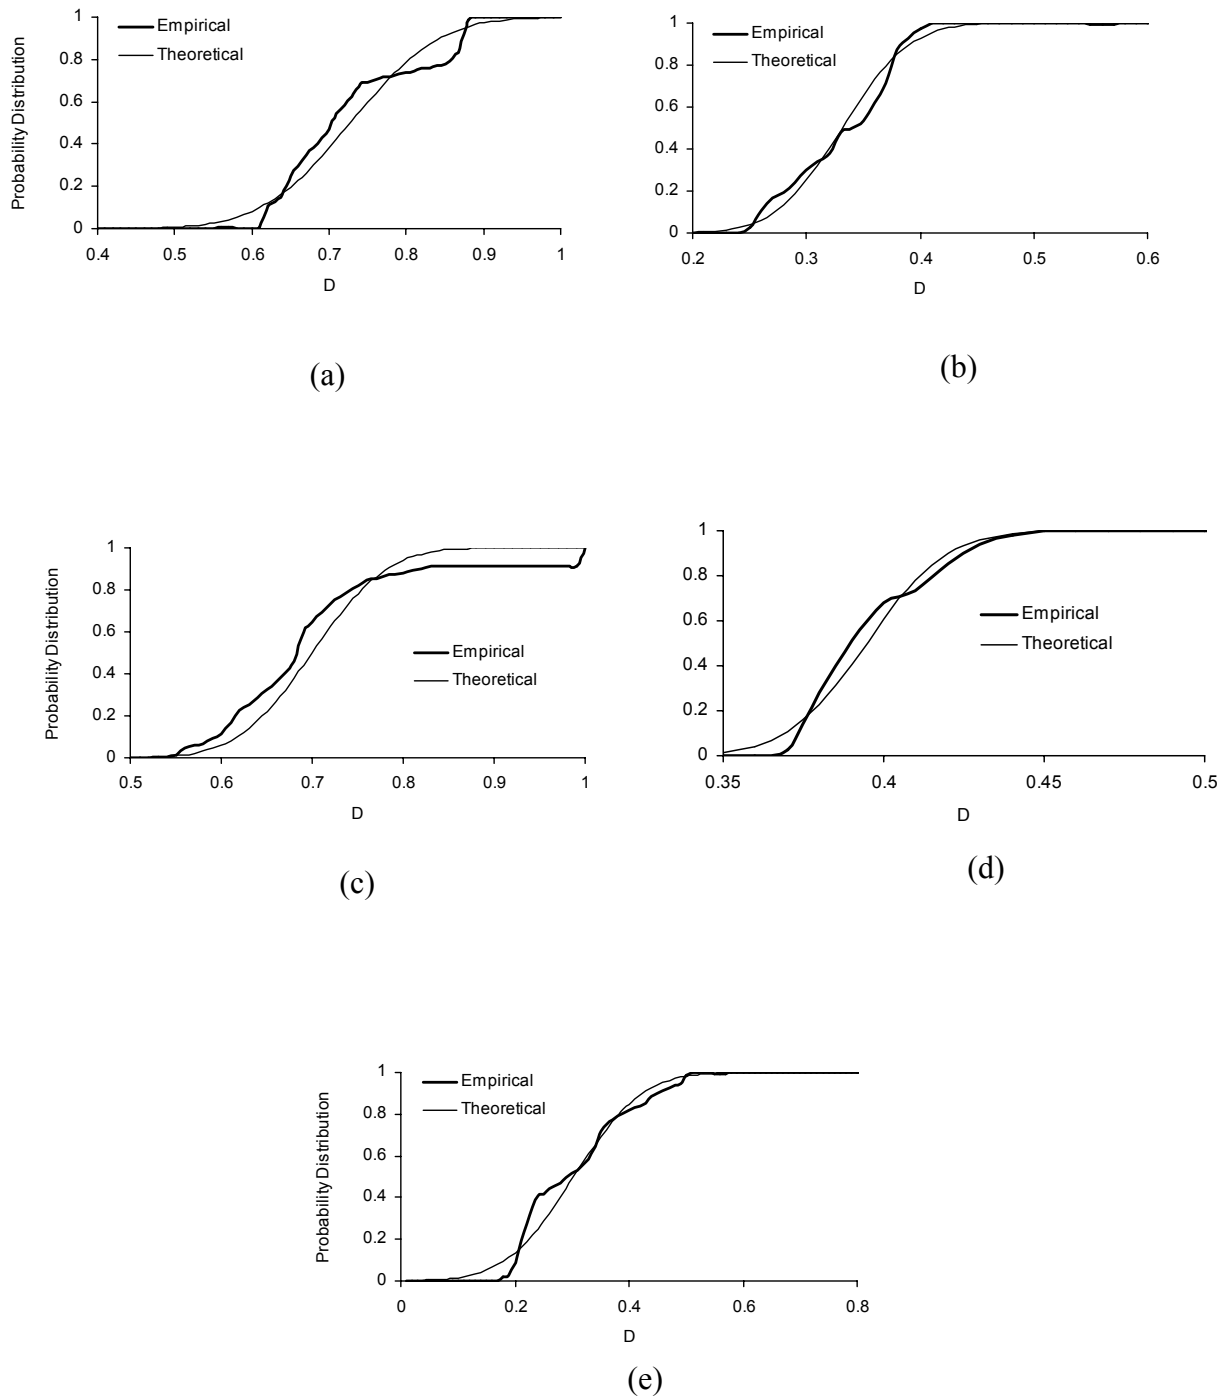 Probability Distribution
1
0.8
0.6
0.4
0.2
0
Empirical
Theoretical
0.4 0.5 0.6 0.7 0.8 0.9 1
D
(a)
1
0.8
0.6
0.4
0.2
0
Empirical
Theoretical
0.2 0.3 0.4 0.5 0.6
D
(b)
Probability Distribution
1
0.8
0.6
0.4
0.2
0
Empirical
Theoretical
0.5 0.6 0.7 0.8 0.9 1
D
(c)
1
0.8
0.6
0.4
0.2
0
Empirical
Theoretical
0.35 0.4 0.45 0.5
D
(d)
Probability Distribution
1
0.8
0.6
0.4
0.2
0
Empirical
Theoretical
0 0.2 0.4 0.6 0.8
D
(e)